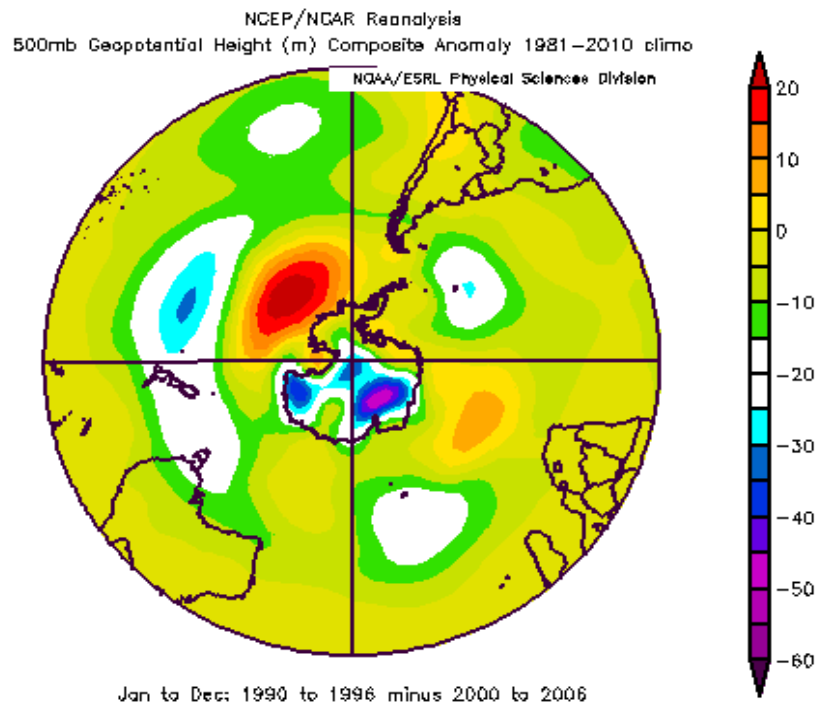 NCEP/NCAR Reanalysis
500mb Geopotential Height (m) Composite Anomaly 1981-2010 climo
NOAA/ESRL Physical Sciences Division
20
10
0
-10
-20
-30
-40
-50
-60
Jan to Dec: 1990 to 1996 minus 2000 to 2006